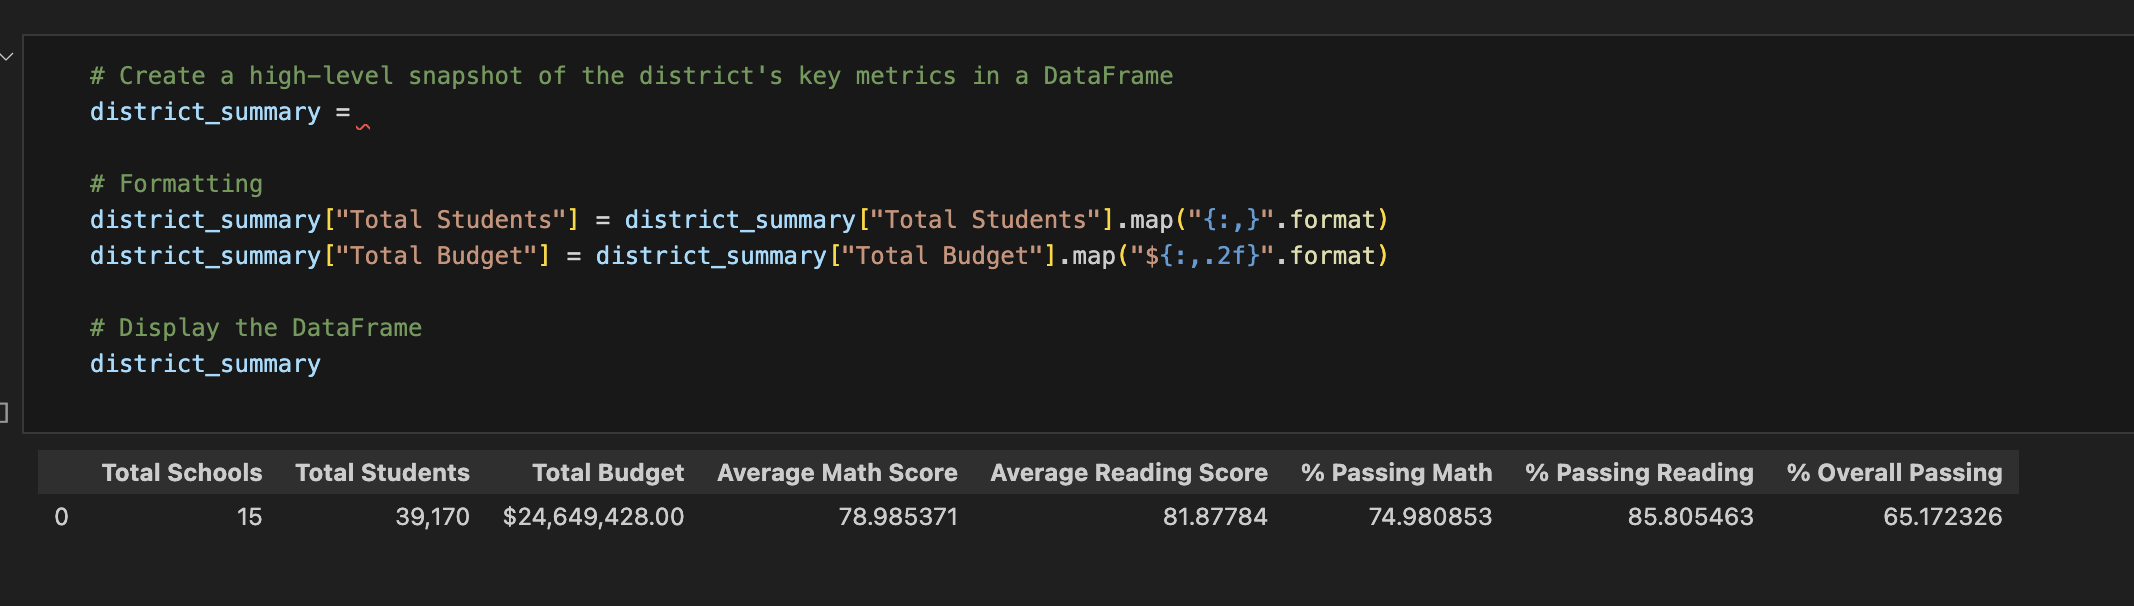 # Create a high-level snapshot of the district's key metrics in a DataFrame
district_summary =
# Formatting
district_summary["Total Students"] = district_summary["Total Students"].map("{:,}".format)
district_summary["Total Budget"] = district_summary["Total Budget"].map("${:,.2f}".format)
# Display the DataFrame
district_summary
Total Schools Total Students Total Budget Average Math Score Average Reading Score % Passing Math % Passing Reading % Overall Passing
0 15 39,170 $24,649,428.00 78.985371 81.87784 74.980853 85.805463 65.172326